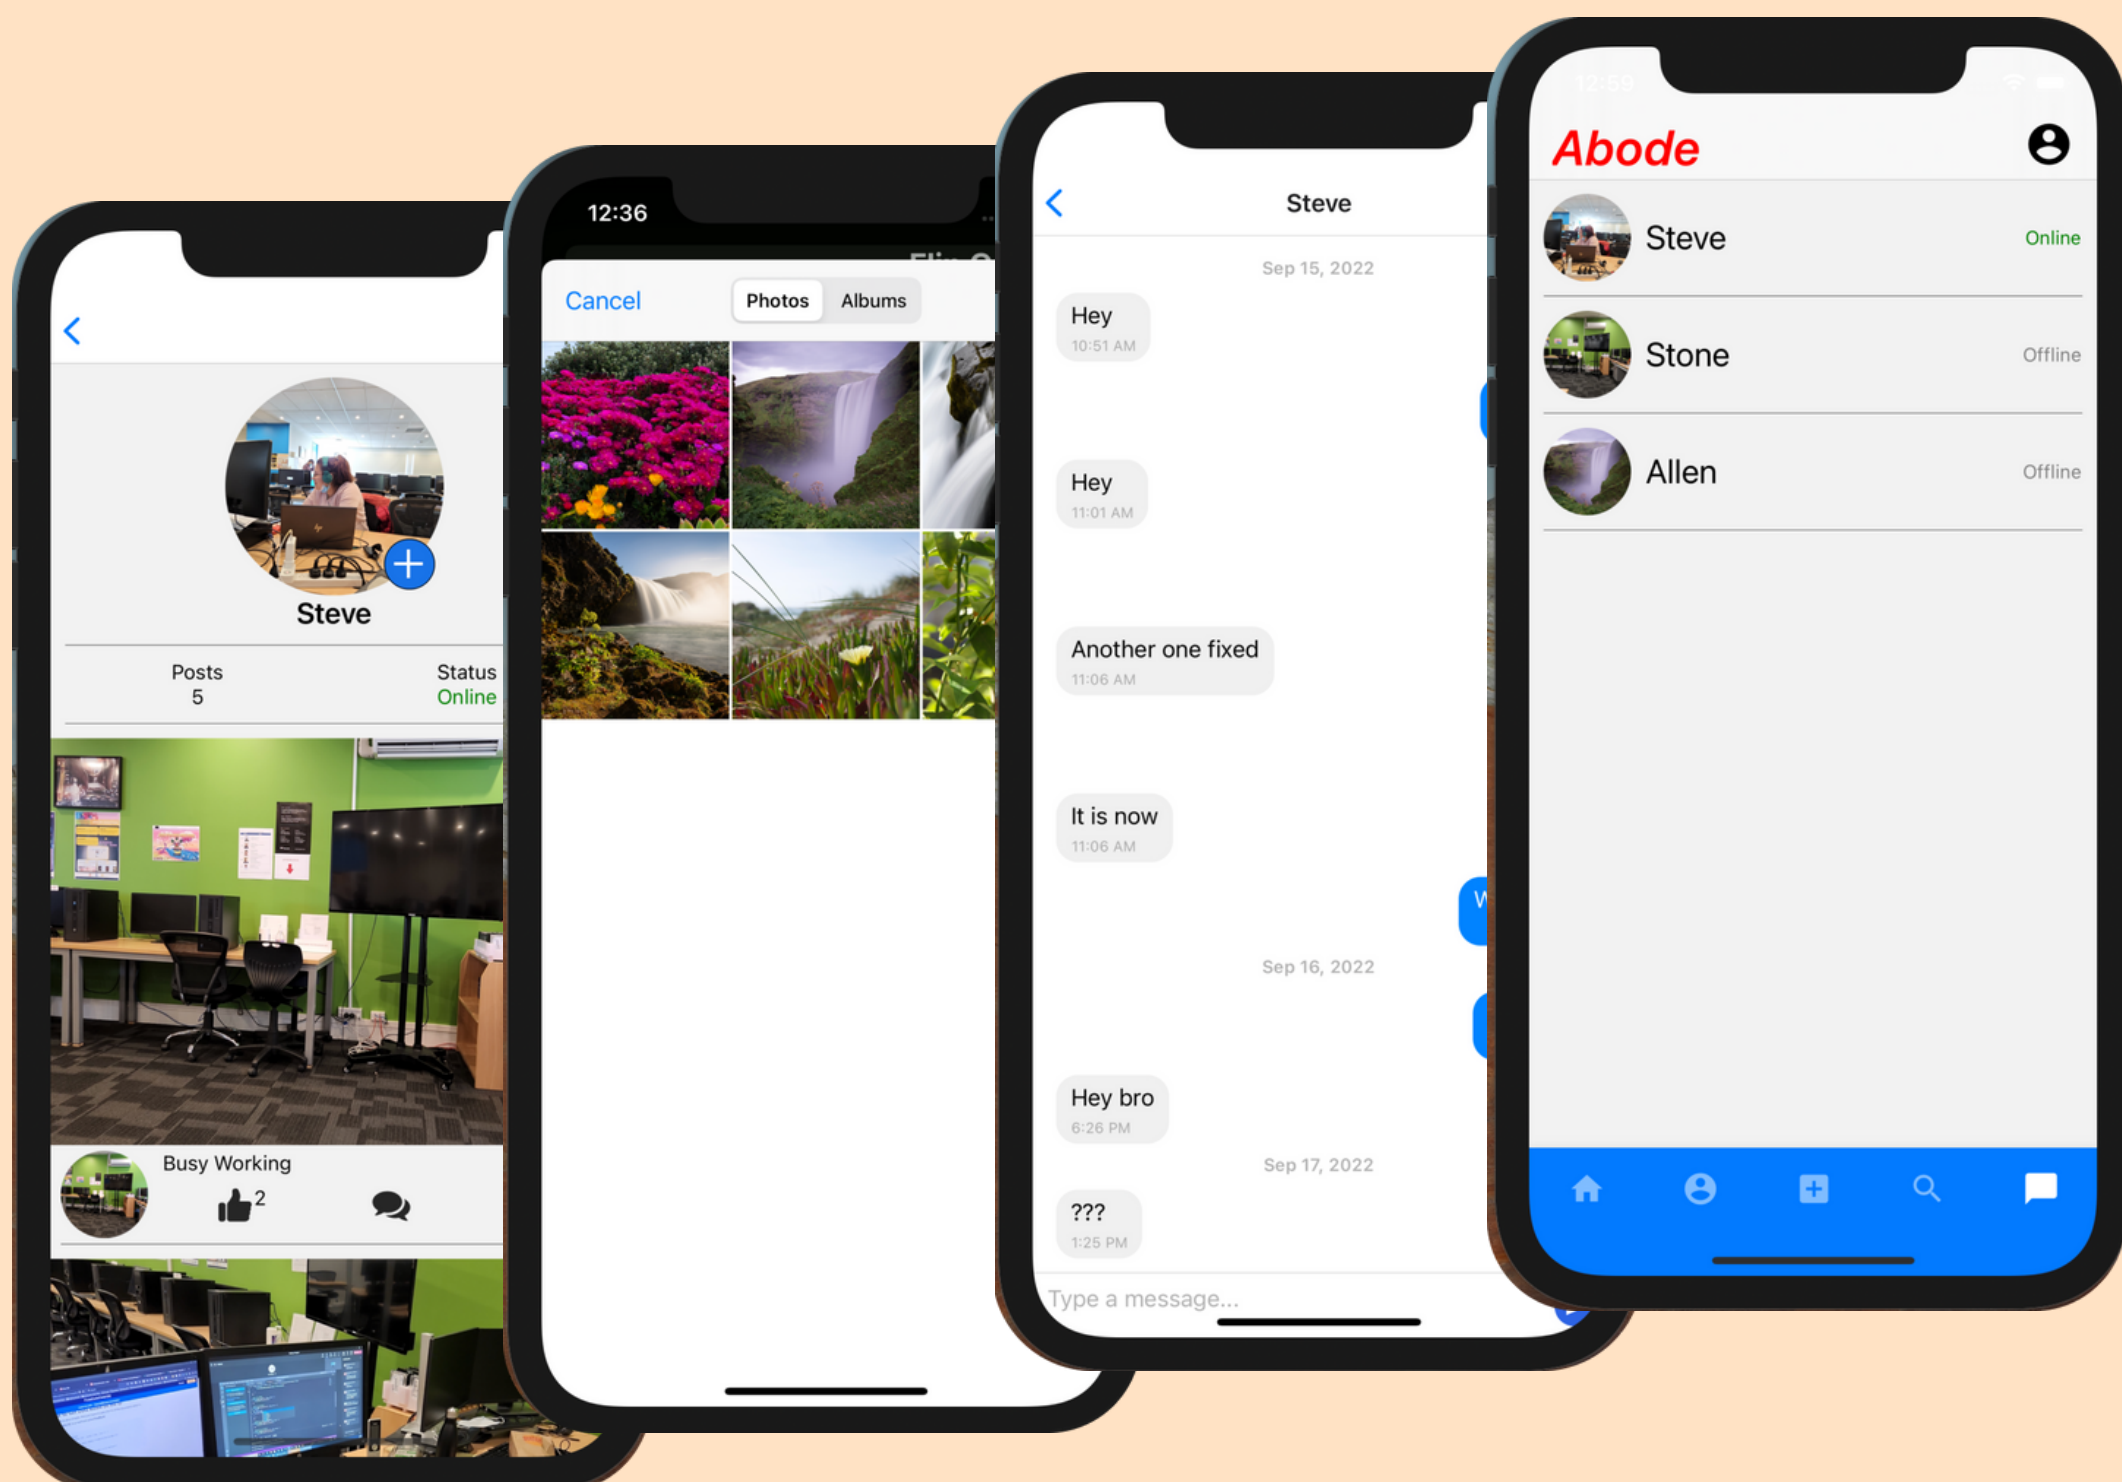 Steve
Posts
5
Status
Online
Busy Working
2
12:36
Cancel
Photos
Albums
Steve
Sep 15, 2022
Hey
10:51 AM
Hey
11:01 AM
Another one fixed
11:06 AM
It is now
11:06 AM
W
Sep 16, 2022
Hey bro
6:26 PM
Sep 17, 2022
???
1:25 PM
Type a message...
12:59
Abode
Steve
Online
Stone
Offline
Allen
Offline